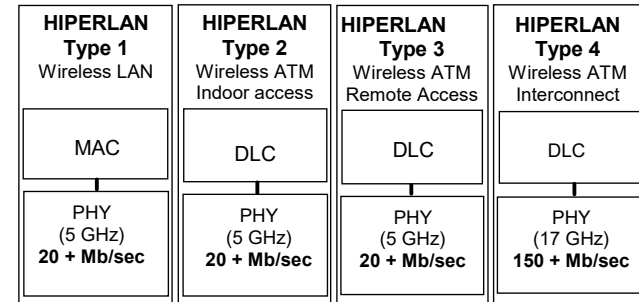 HIPERLAN
Type 1
Wireless LAN
MAC
PHY
(5 GHz)
20 + Mb/sec
HIPERLAN
Type 2
Wireless ATM
Indoor access
DLC
PHY
(5 GHz)
20 + Mb/sec
HIPERLAN
Type 3
Wireless ATM
Remote Access
DLC
PHY
(5 GHz)
20 + Mb/sec
HIPERLAN
Type 4
Wireless ATM
Interconnect
DLC
PHY
(17 GHz)
150 + Mb/sec